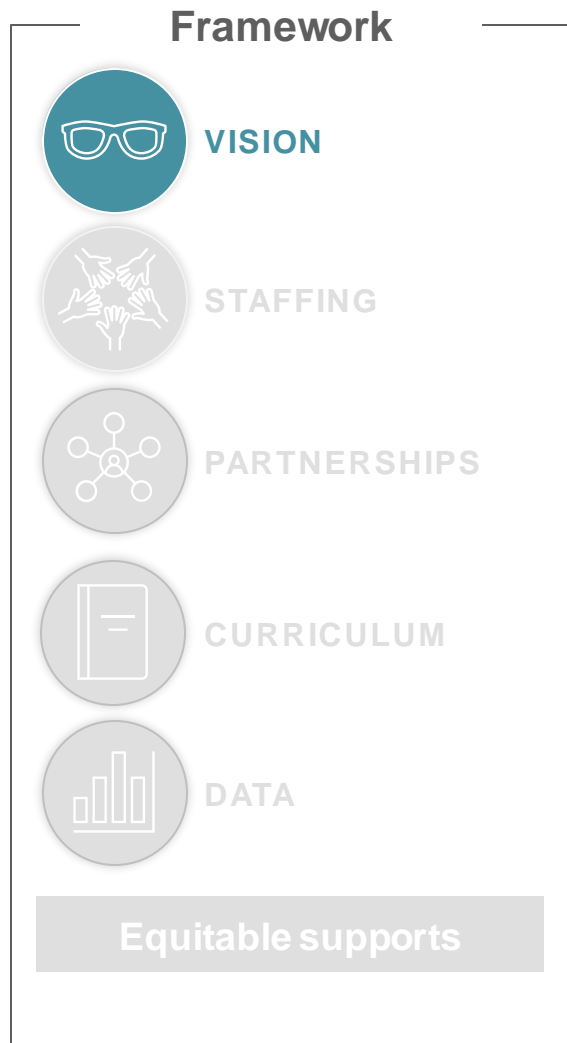 Framework
VISION
STAFFING
PARTNERSHIPS
CURRICULUM
DATA
Equitable supports